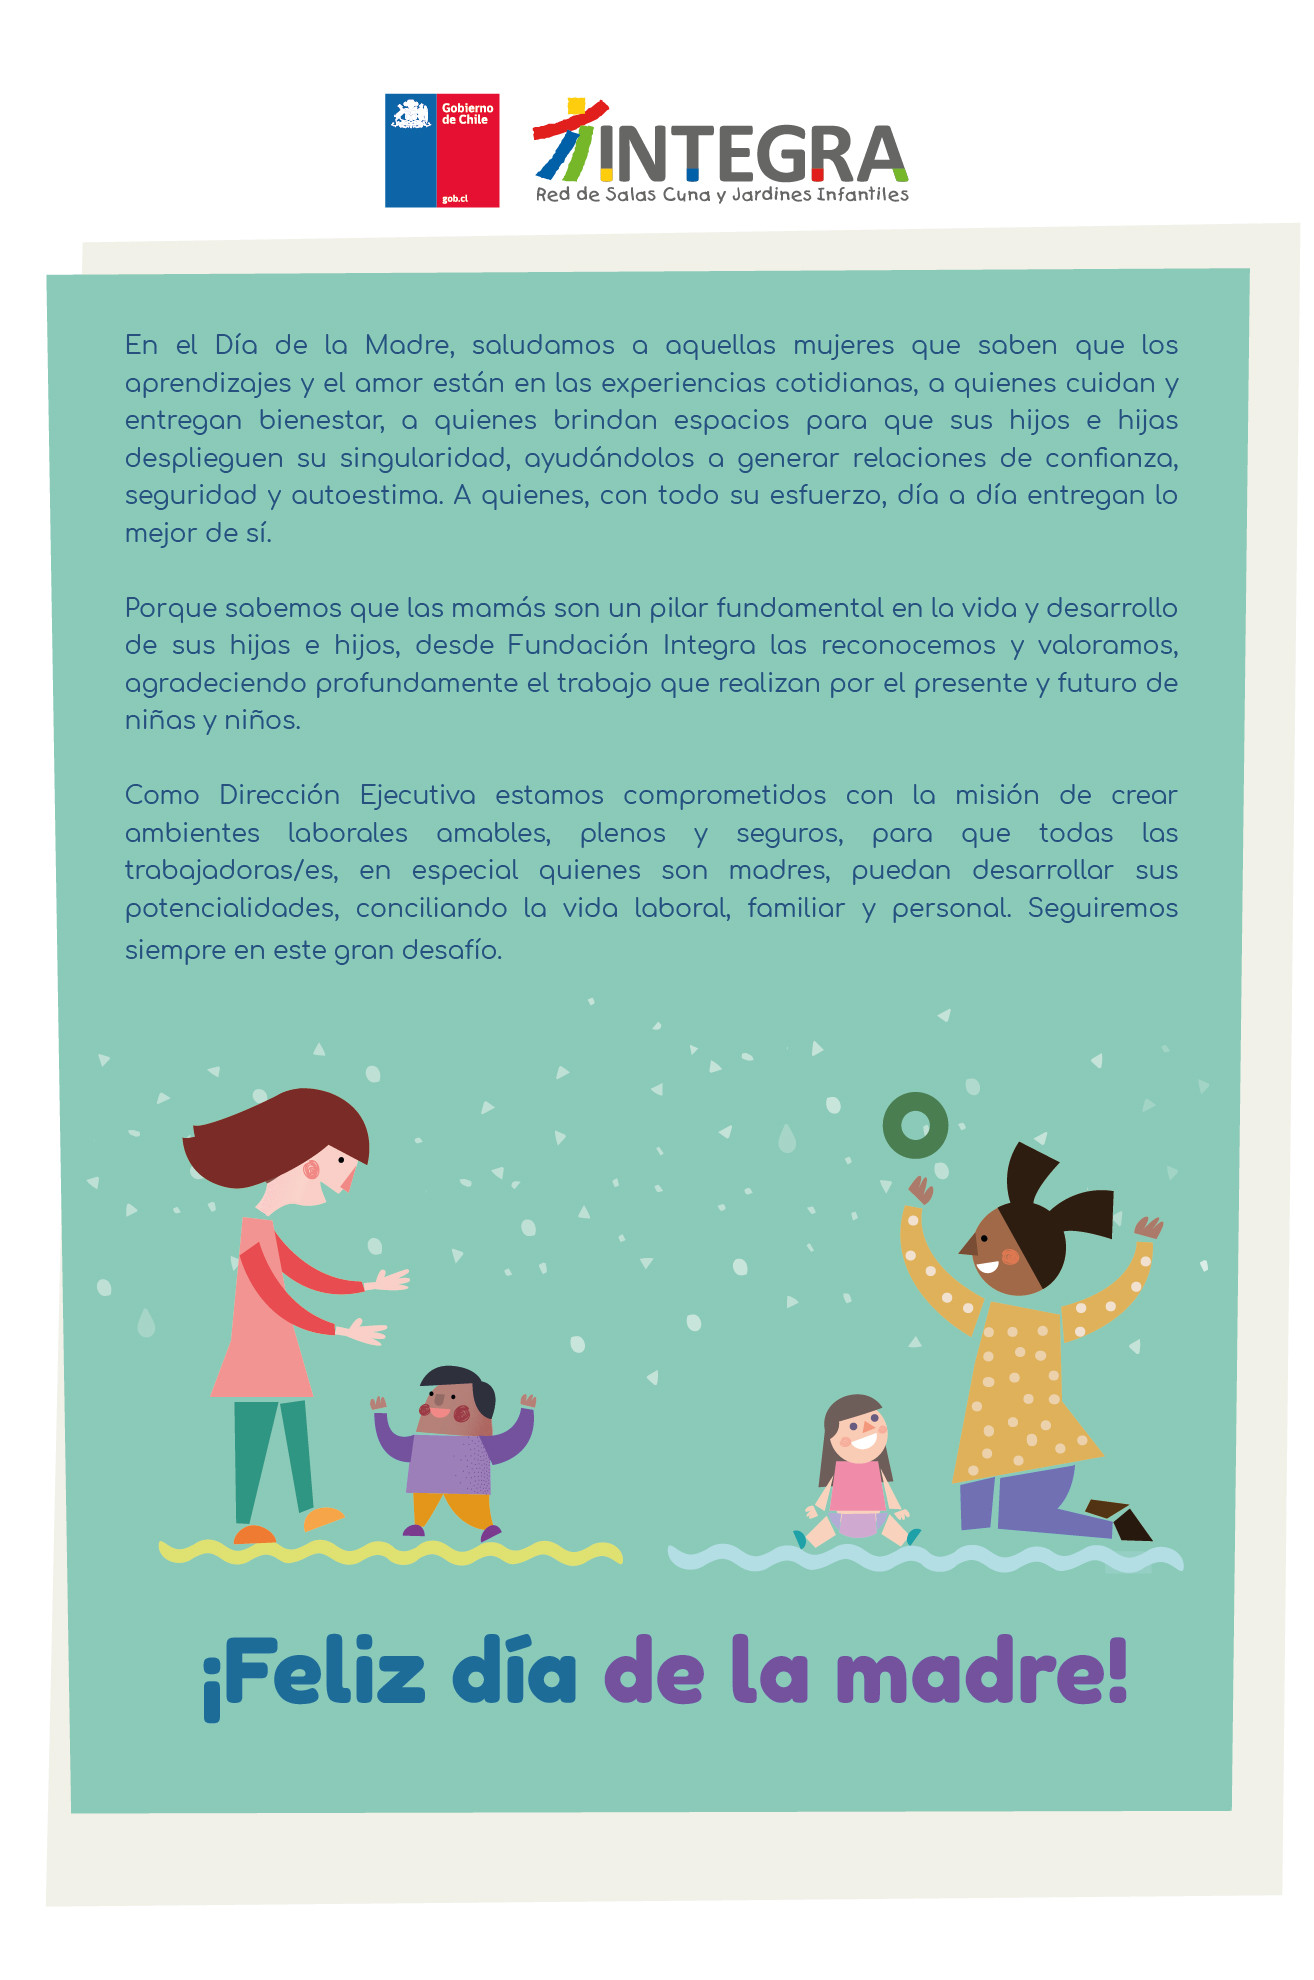 Gobierno
de Chile
gob.cl
INTEGRA
Red de Salas Cuna y Jardines Infantiles
En el Día de la Madre, saludamos a aquellas mujeres que saben que los
aprendizajes y el amor están en las experiencias cotidianas, a quienes cuidan y
entregan bienestar, a quienes brindan espacios para que sus hijos e hijas
desplieguen su singularidad, ayudándolos a generar relaciones de confianza,
seguridad y autoestima. A quienes, con todo su esfuerzo, día a día entregan lo
mejor de sí.
Porque sabemos que las mamás son un pilar fundamental en la vida y desarrollo
de sus hijas e hijos, desde Fundación Integra las reconocemos y valoramos,
agradeciendo profundamente el trabajo que realizan por el presente y futuro de
niñas y niños.
Como Dirección Ejecutiva estamos comprometidos con la misión de crear
ambientes laborales amables, plenos y seguros, para que todas las
trabajadoras/es, en especial quienes son madres, puedan desarrollar sus
potencialidades, conciliando la vida laboral, familiar y personal. Seguiremos
siempre en este gran desafío.
¡Feliz día de la madre!